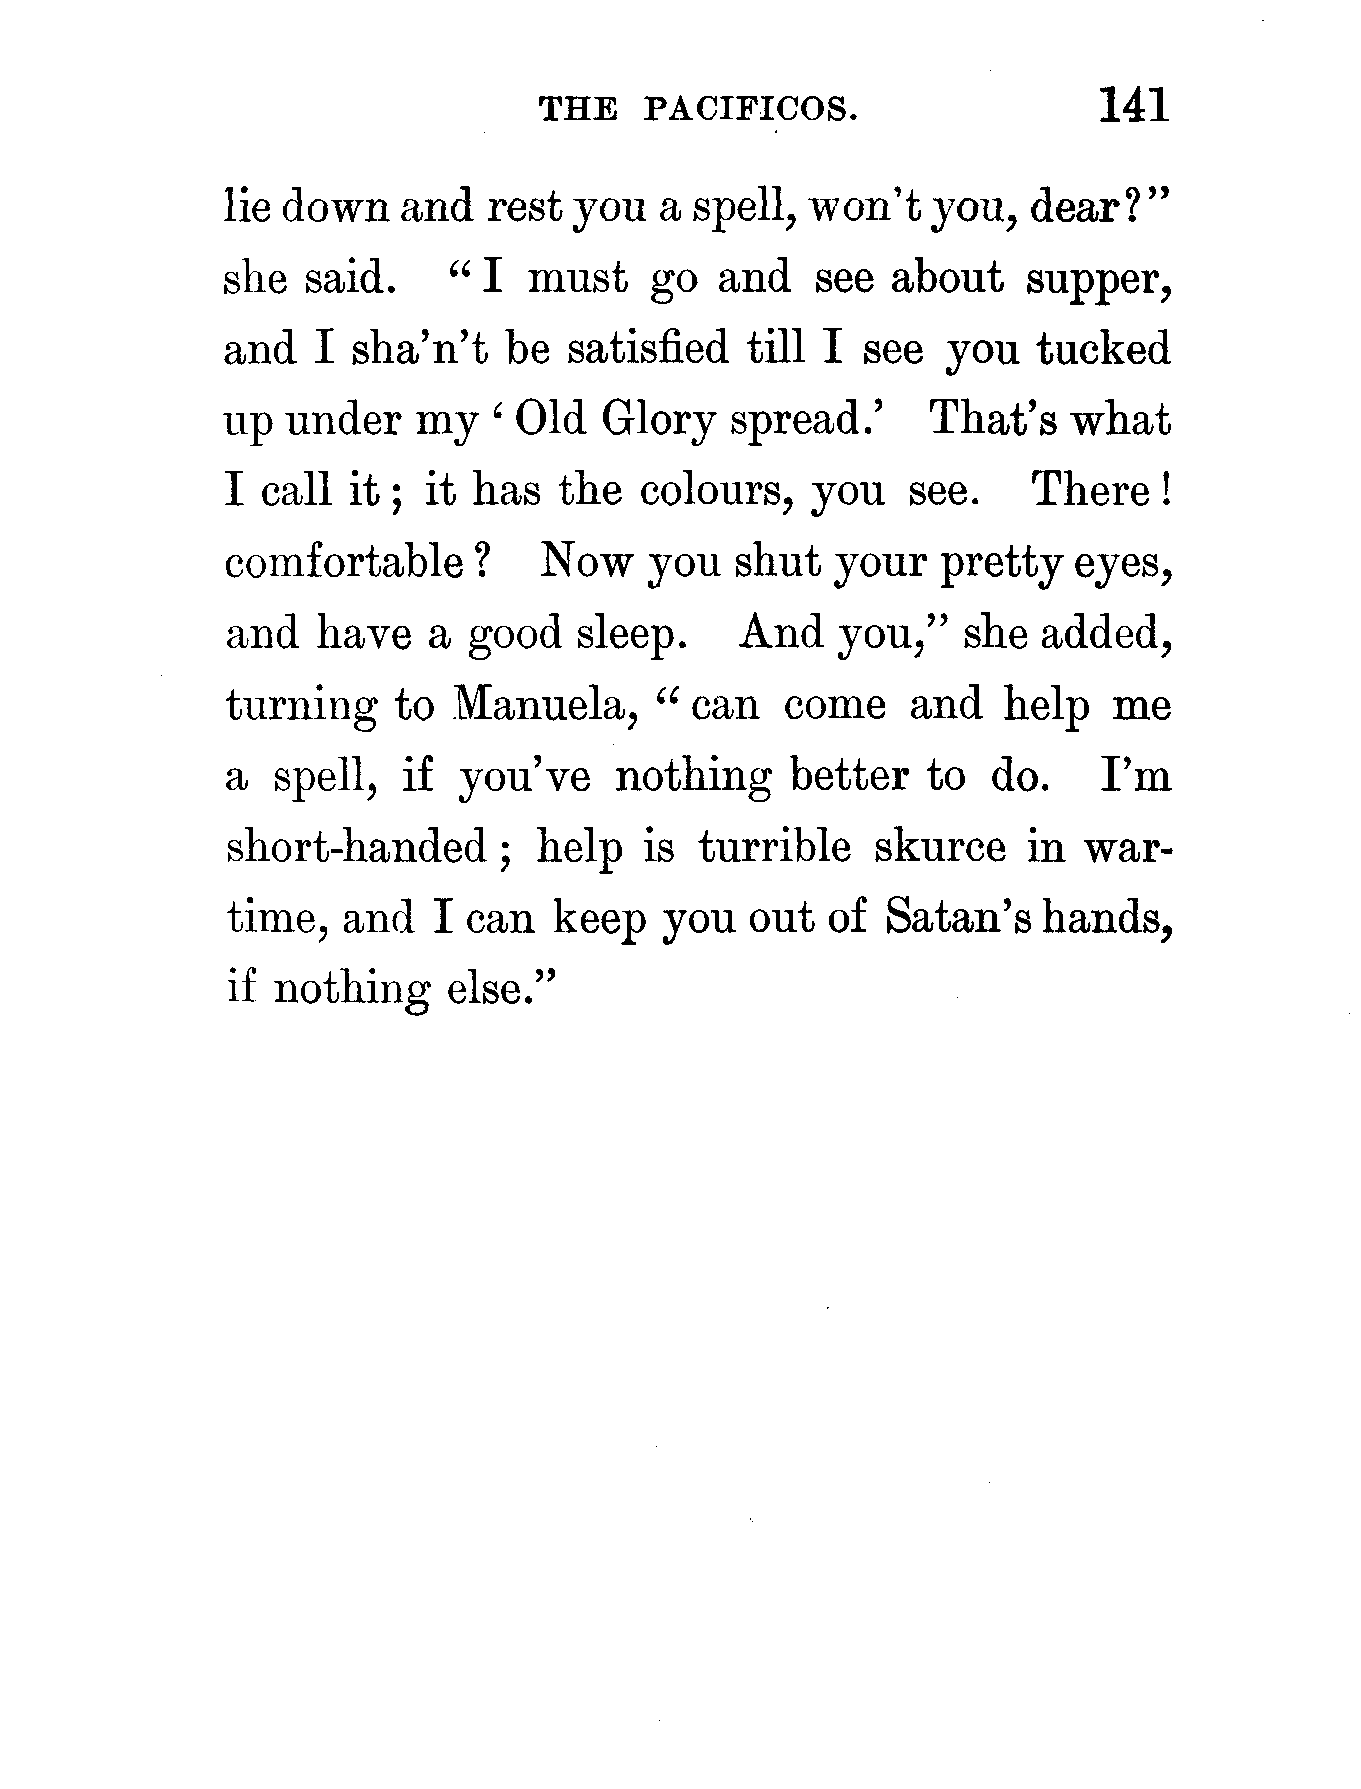 THE PACIFICOS. 141
lie down and rest you a spell, won't you, dear?"
she said. "I must go and see about supper,
and I sha'n't be satisfied till I see you tucked
up under my 'Old Glory spread.' That's what
I call it; it has the colours, you see. There!
comfortable? Now you shut your pretty eyes,
and have a good sleep. And you," she added,
turning to Manuela, "can come and help me
a spell, if you've nothing better to do. I'm
short-handed; help is turrible skurce in war-
time, and I can keep you out of Satan's hands,
if nothing else."